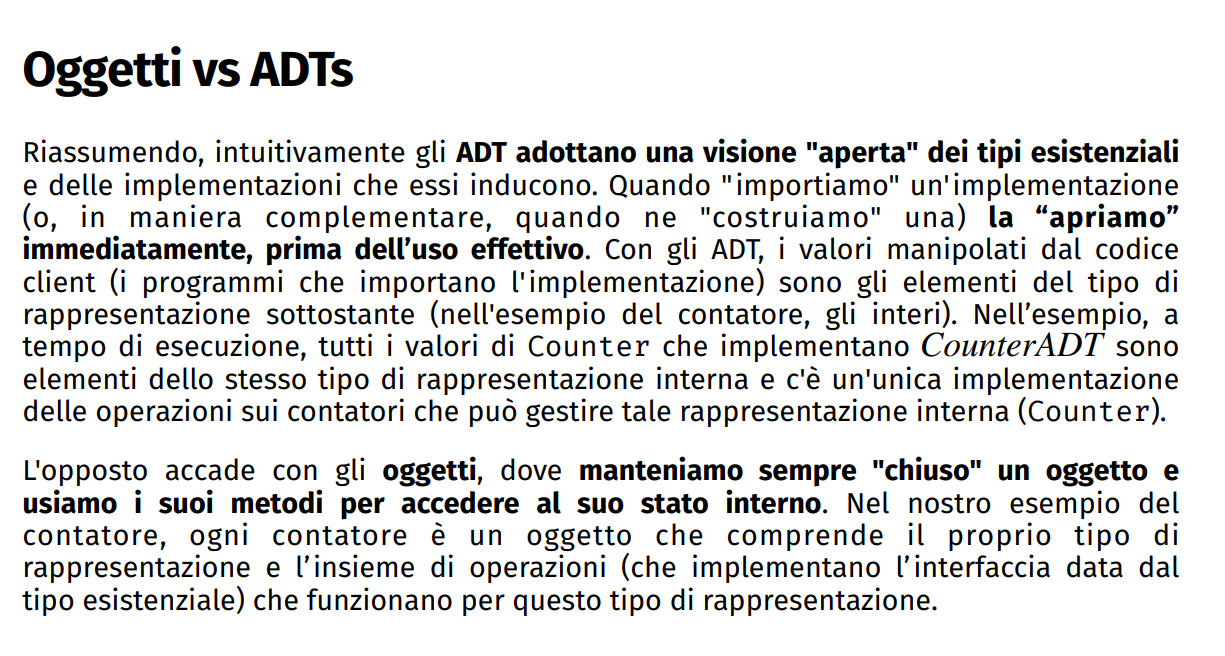 Oggetti vs ADTs
Riassumendo, intuitivamente gli ADT adottano una visione "aperta" dei tipi esistenziali
e delle implementazioni che essi inducono. Quando "importiamo" un'implementazione
(o, in maniera complementare, quando ne "costruiamo" una) la “apriamo”
immediatamente, prima dell’uso effettivo. Con gli ADT, i valori manipolati dal codice
client (i programmi che importano l'implementazione) sono gli elementi del tipo di
rappresentazione sottostante (nell'esempio del contatore, gli interi). Nell’esempio, a
tempo di esecuzione, tutti i valori di Counter che implementano CounterADT sono
elementi dello stesso tipo di rappresentazione interna e c'è un'unica implementazione
delle operazioni sui contatori che può gestire tale rappresentazione interna (Counter).
L'opposto accade con gli oggetti, dove manteniamo sempre "chiuso" un oggetto e
usiamo i suoi metodi per accedere al suo stato interno. Nel nostro esempio del
contatore, ogni contatore è un oggetto che comprende il proprio tipo di
rappresentazione e l’insieme di operazioni (che implementano l’interfaccia data dal
tipo esistenziale) che funzionano per questo tipo di rappresentazione.